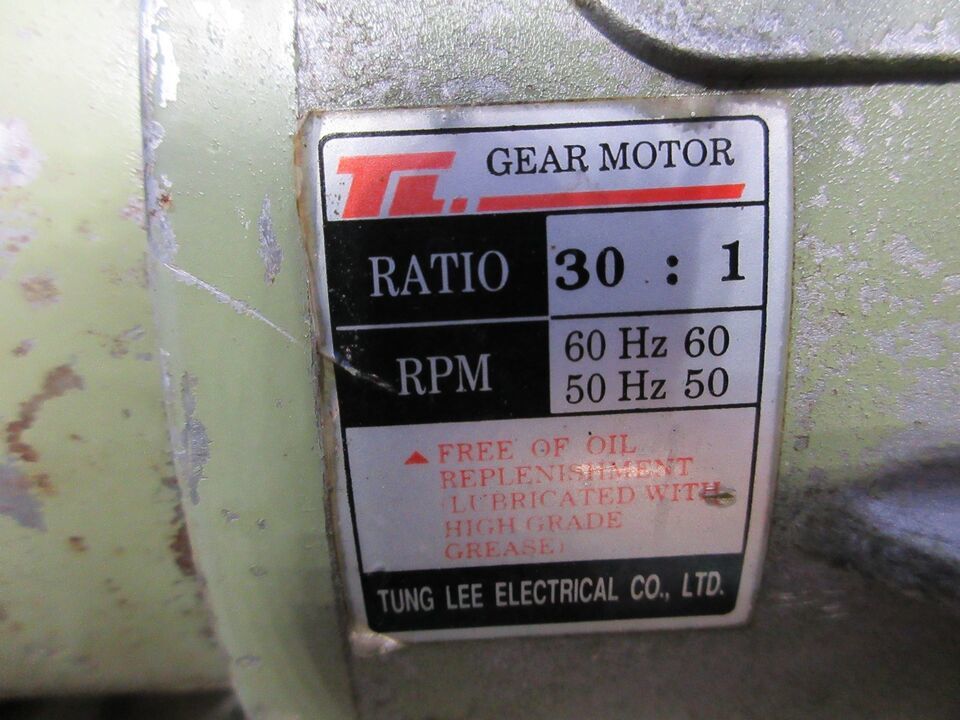 TL. GEAR MOTOR
RATIO 30 : 1
RPM 60 Hz 60
50 Hz 50
▲ FREE OF OIL
REPLENISHMENT
(LUBRICATED WITH
HIGH GRADE
GREASE)
TUNG LEE ELECTRICAL CO., LTD.